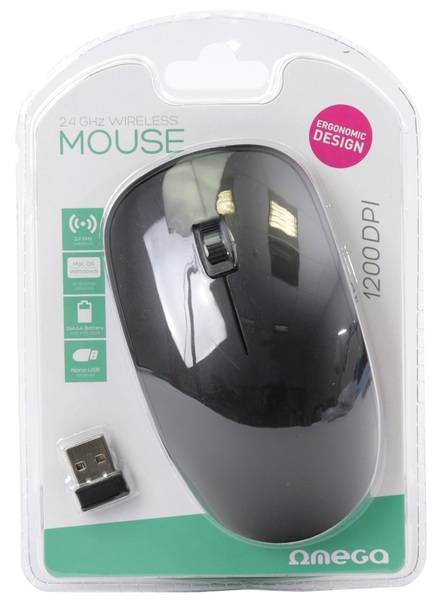 2.4 GHz WIRELESS
MOUSE
ERGONOMIC
DESIGN
2.4 GHz
Mac OS
WINDOWS
1200 DPI
2xAAA Battery
Nano USB
ΩMEGA